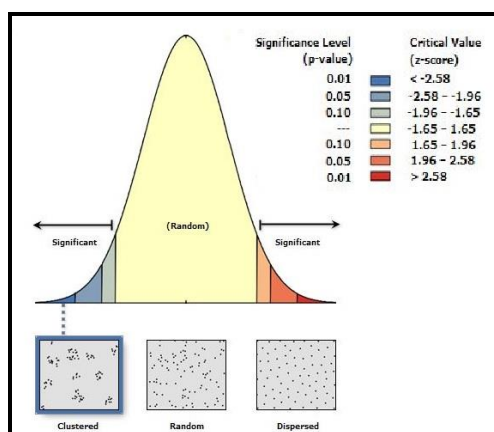 Significance Level Critical Value
(p-value) (z-score)
0.01 < -2.58
0.05 -2.58 - -1.96
0.10 -1.96 - -1.65
--- -1.65 - 1.65
0.10 1.65 - 1.96
0.05 1.96 - 2.58
0.01 > 2.58
(Random)
Significant Significant
Clustered Random Dispersed